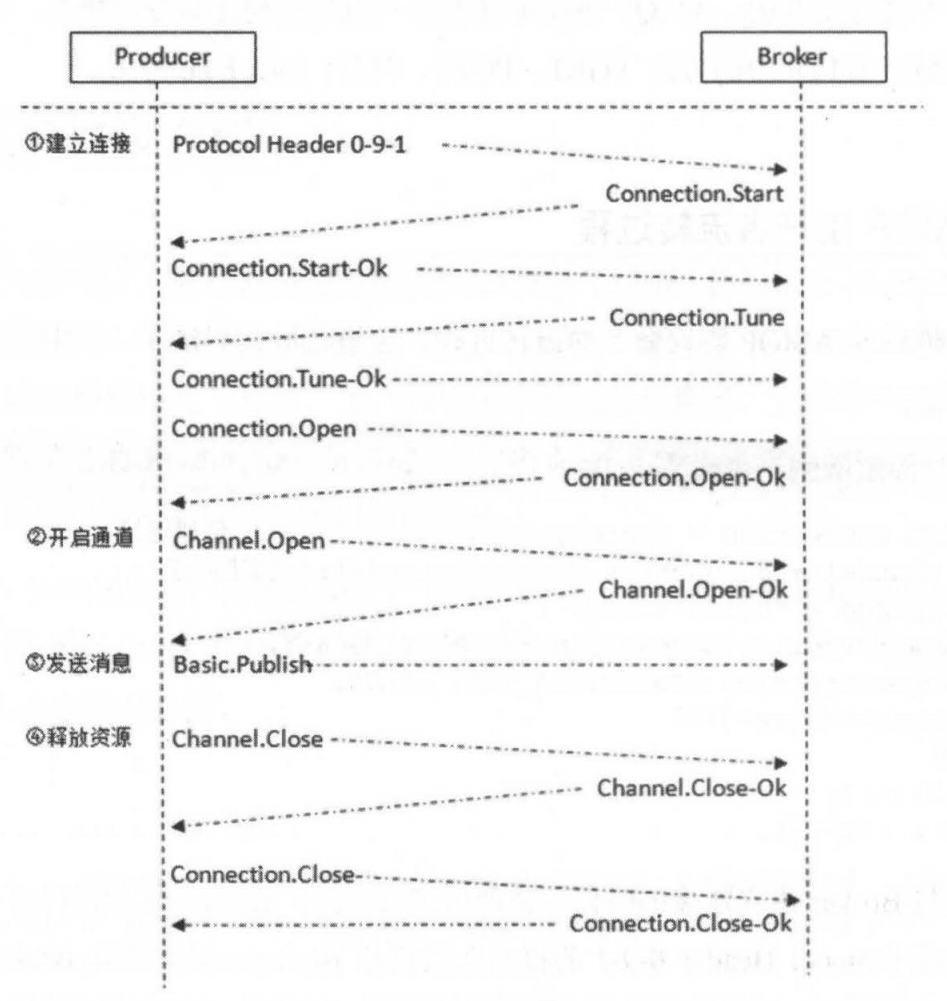 Producer
Broker
①建立连接
Protocol Header 0-9-1
Connection.Start
Connection.Start-Ok
Connection.Tune
Connection.Tune-Ok
Connection.Open
Connection.Open-Ok
②开启通道
Channel.Open
Channel.Open-Ok
③发送消息
Basic.Publish
④释放资源
Channel.Close
Channel.Close-Ok
Connection.Close
Connection.Close-Ok